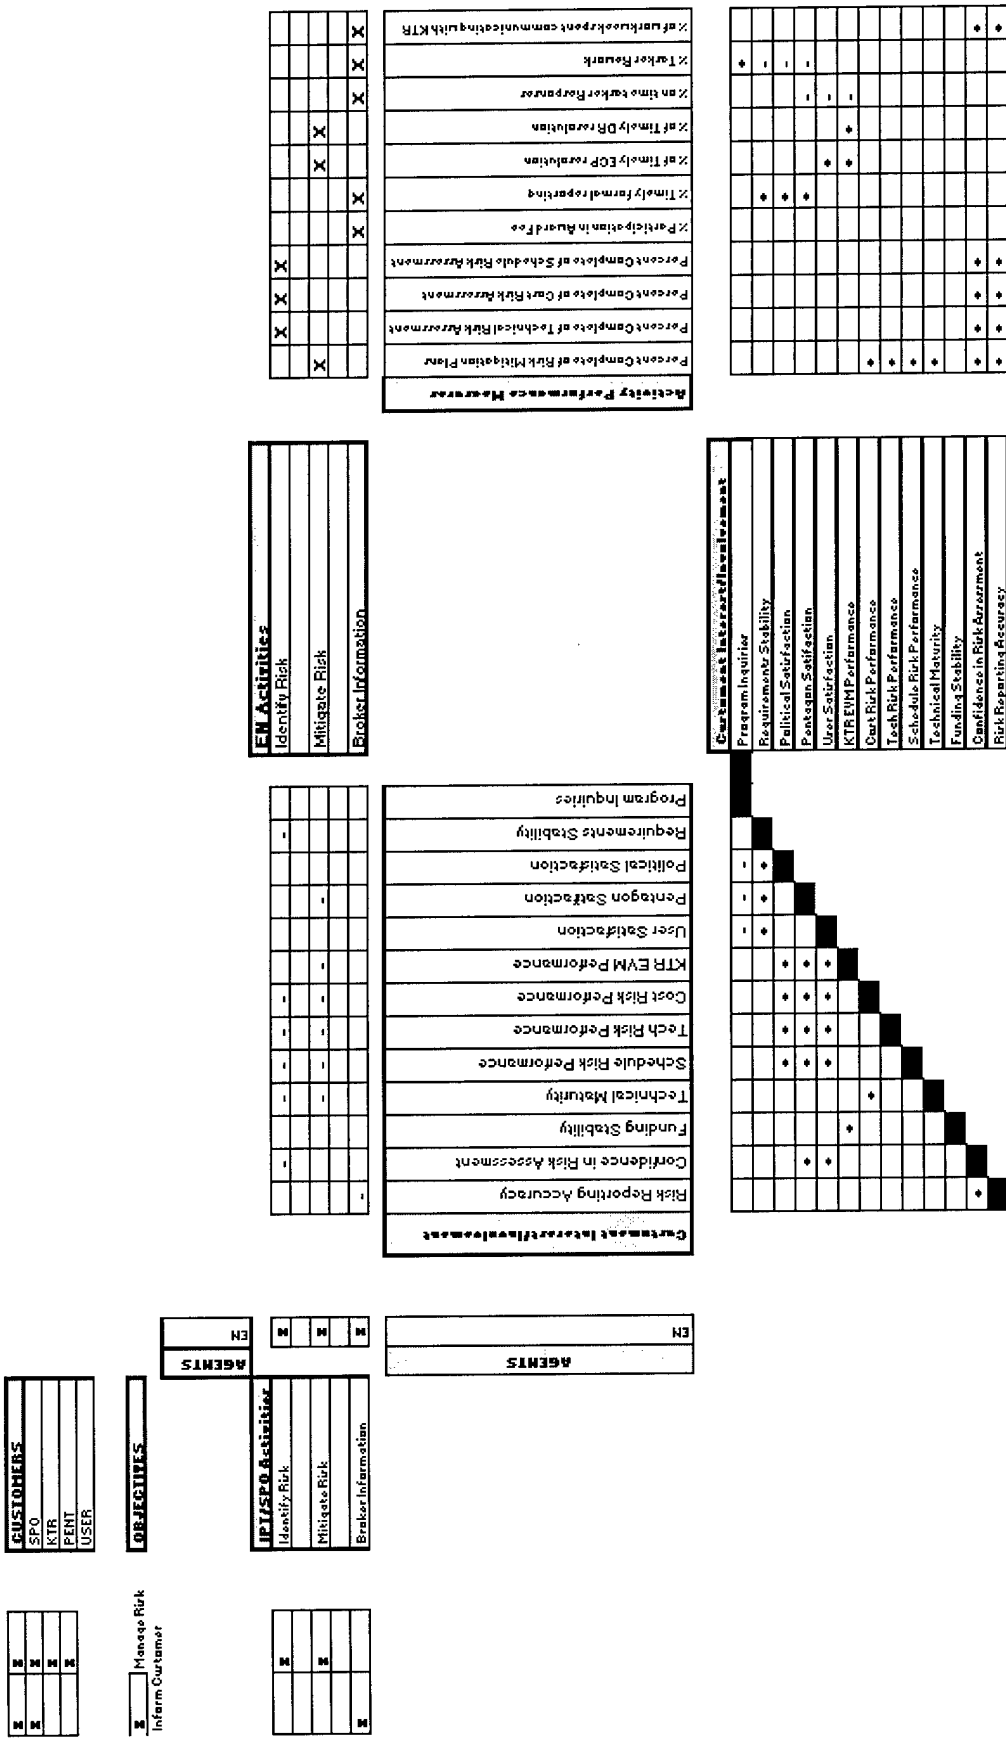 % of workweek spent communicating with KTR
% Tasker Rework
% on time tasker Responses
% of Timely DR resolution
% of Timely ECP resolution
% Timely formal reporting
% Participation in Award Fee
Percent Complete of Schedule Risk Assessment
Percent Complete of Cost Risk Assessment
Percent Complete of Technical Risk Assessment
Percent Complete of Risk Mitigation Plans
Activity Performance Measures
EN Activities
Identify Risk
Mitigate Risk
Broker Information
Program Inquiries
Requirements Stability
Political Satisfaction
Pentagon Satifaction
User Satisfaction
KTR EVM Performance
Cost Risk Performance
Tech Risk Performance
Schedule Risk Performance
Technical Maturity
Funding Stability
Confidence in Risk Assessment
Risk Reporting Accuracy
Program Inquiries
Requirements Stability
Political Satisfaction
Pentagon Satfaction
User Satisfaction
KTR EVM Performance
Cost Risk Performance
Tech Risk Performance
Schedule Risk Performance
Technical Maturity
Funding Stability
Confidence in Risk Assessment
Risk Reporting Accuracy
EN
AGENTS
EN
AGENTS
CUSTOMERS
SPO
KTR
PENT
USER
OBJECTIVES
IPT/SPO Activities
Identify Risk
Mitigate Risk
Broker Information
Manage Risk
Inform Customer